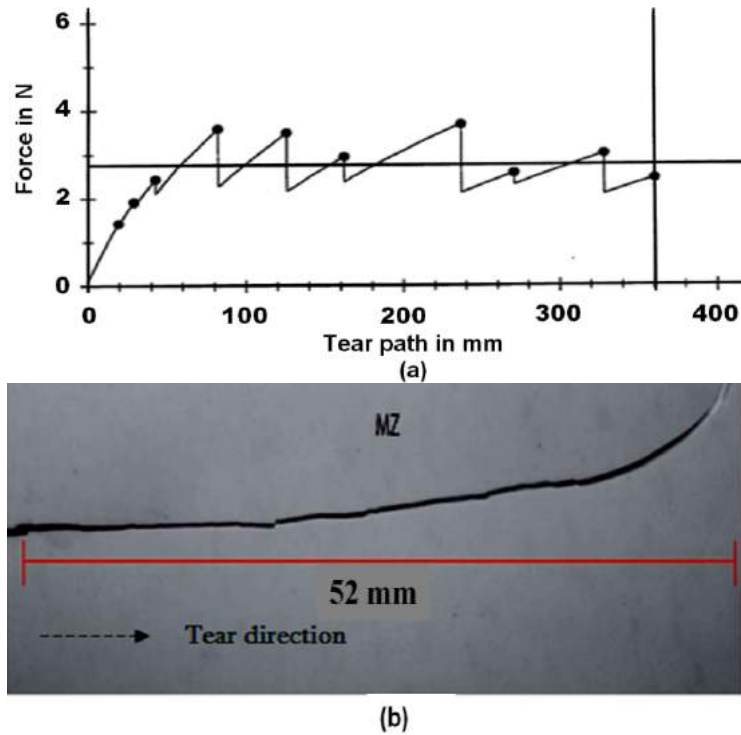 6
4
2
0
Force in N
0 100 200 300 400
Tear path in mm
(a)
MZ
52 mm
Tear direction
(b)